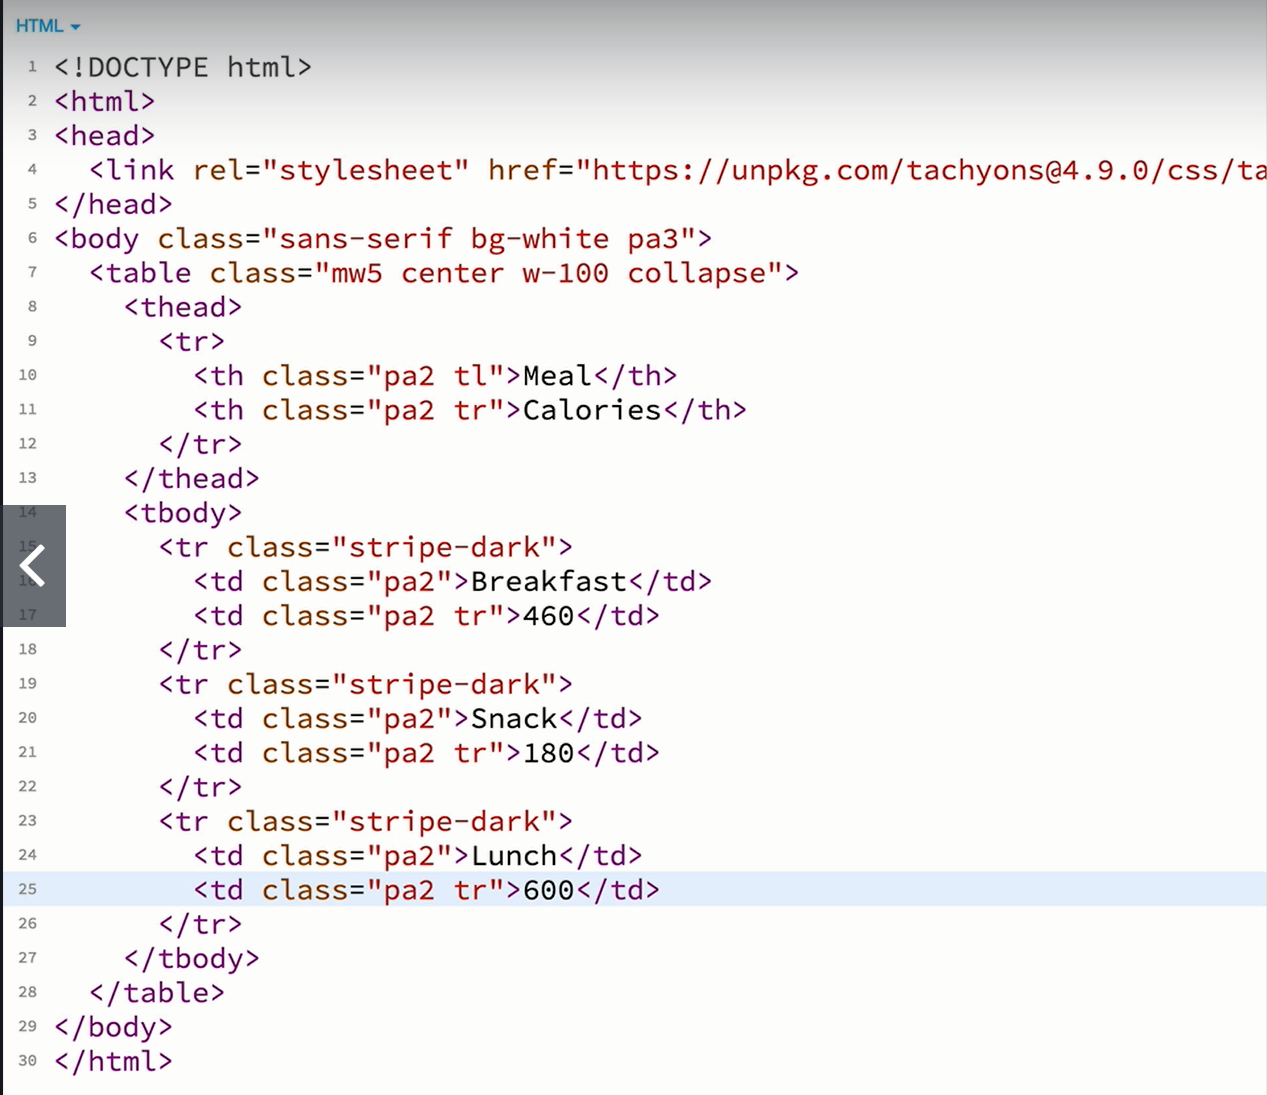 HTML
1 <!DOCTYPE html>
2 <html>
3 <head>
4   <link rel="stylesheet" href="https://unpkg.com/tachyons@4.9.0/css/ta
5 </head>
6 <body class="sans-serif bg-white pa3">
7   <table class="mw5 center w-100 collapse">
8     <thead>
9       <tr>
10         <th class="pa2 tl">Meal</th>
11         <th class="pa2 tr">Calories</th>
12       </tr>
13     </thead>
14     <tbody>
15       <tr class="stripe-dark">
16         <td class="pa2">Breakfast</td>
17         <td class="pa2 tr">460</td>
18       </tr>
19       <tr class="stripe-dark">
20         <td class="pa2">Snack</td>
21         <td class="pa2 tr">180</td>
22       </tr>
23       <tr class="stripe-dark">
24         <td class="pa2">Lunch</td>
25         <td class="pa2 tr">600</td>
26       </tr>
27     </tbody>
28   </table>
29 </body>
30 </html>